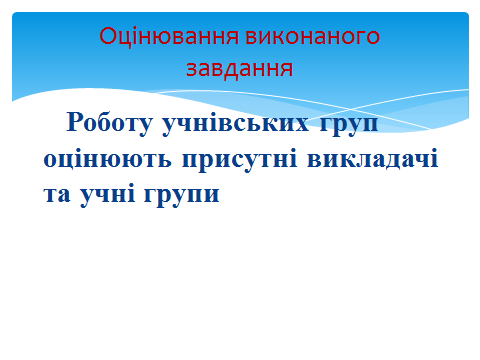 Оцінювання виконаного
завдання
Роботу учнівських груп
оцінюють присутні викладачі
та учні групи